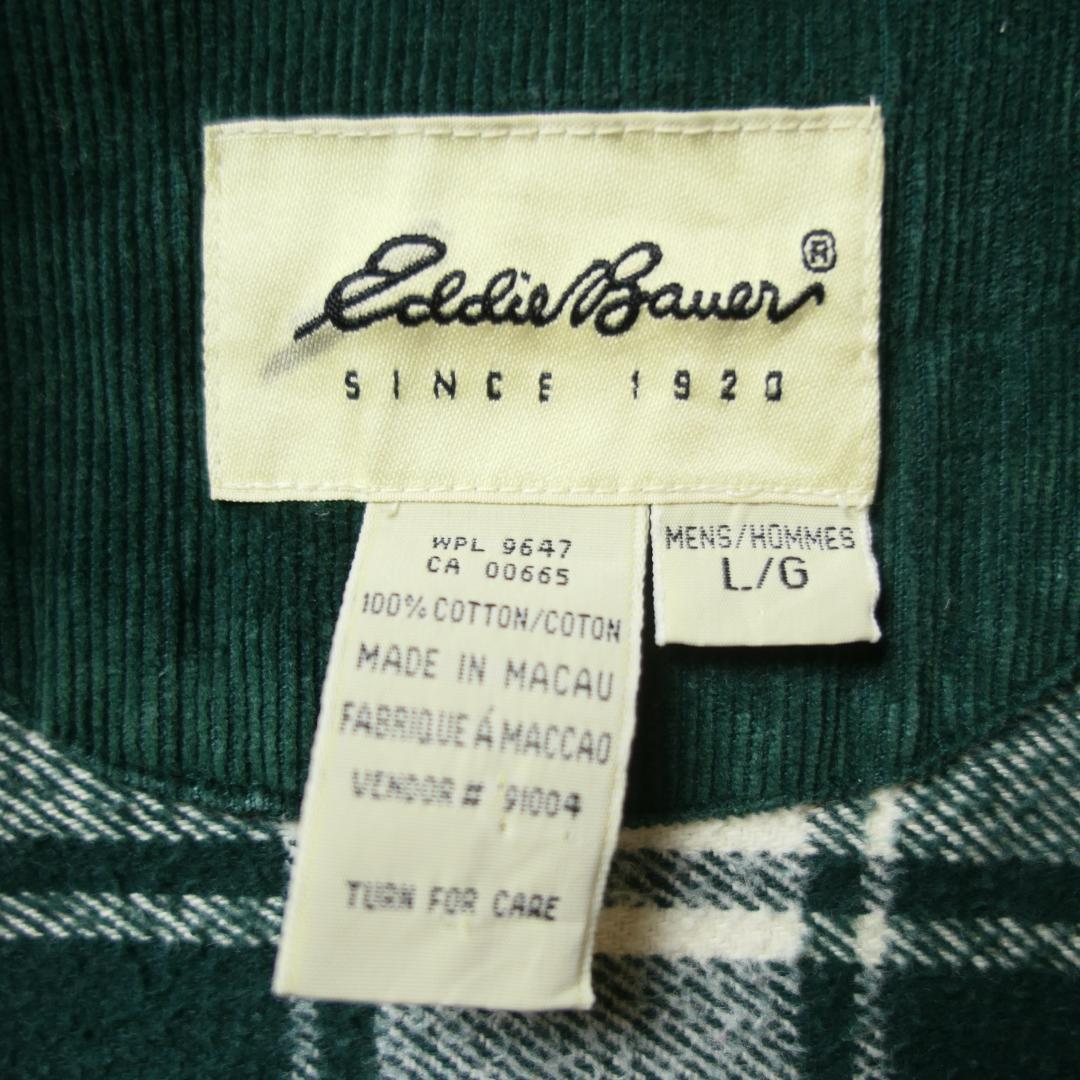 Eddie Bauer®
SINCE 1920
WPL 9647
CA 00665
100% COTTON/COTON
MADE IN MACAU
FABRIQUE Á MACCAO
VENDOR # 91004
TURN FOR CARE
MENS/HOMMES
L/G